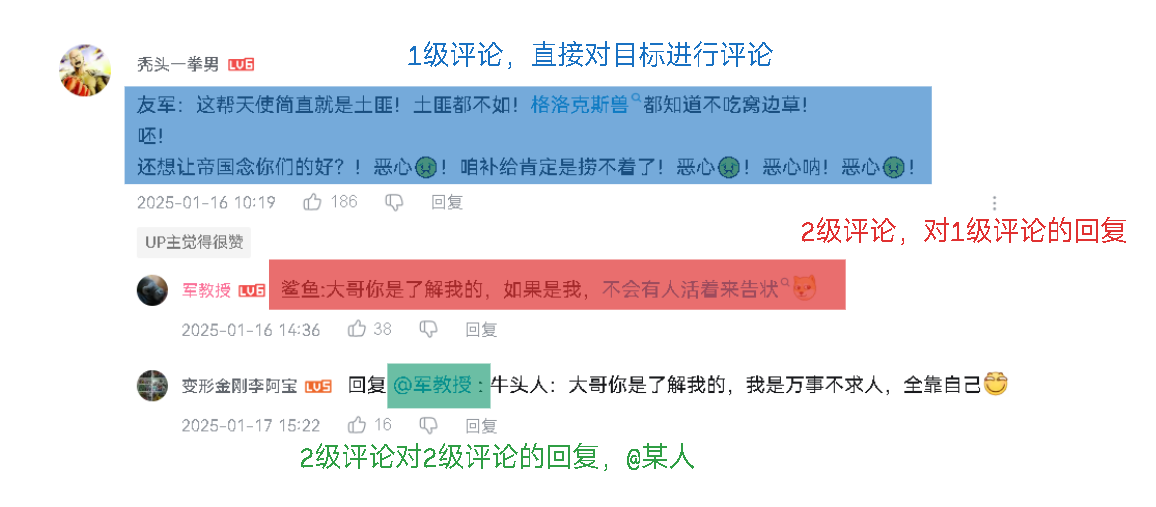 1级评论，直接对目标进行评论
秃头一拳男 LV5
友军：这帮天使简直就是土匪！土匪都不如！格洛克斯兽都知道不吃窝边草！
呸！
还想让帝国念你们的好？！恶心！咱补给肯定是捞不着了！恶心！恶心呐！恶心！
2025-01-16 10:19 186 回复
2级评论，对1级评论的回复
UP主觉得很赞
军教授 LV6 鲨鱼:大哥你是了解我的，如果是我，不会有人活着来告状
2025-01-16 14:36 38 回复
变形金刚李阿宝 LV5 回复 @军教授 : 牛头人：大哥你是了解我的，我是万事不求人，全靠自己
2025-01-17 15:22 16 回复
2级评论对2级评论的回复，@某人